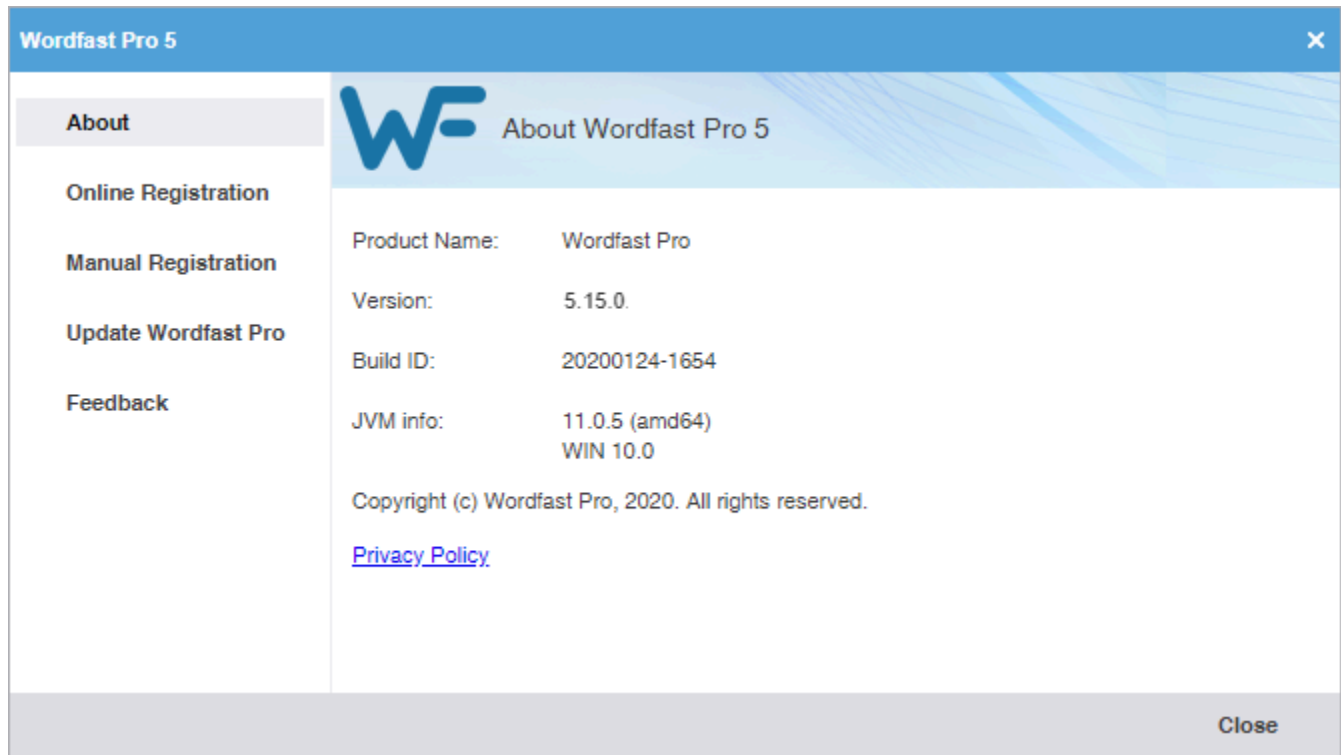 Wordfast Pro 5
About
Online Registration
Manual Registration
Update Wordfast Pro
Feedback
WF
About Wordfast Pro 5
Product Name: Wordfast Pro
Version: 5.15.0.
Build ID: 20200124-1654
JVM info: 11.0.5 (amd64)
WIN 10.0
Copyright (c) Wordfast Pro, 2020. All rights reserved.
Privacy Policy
Close